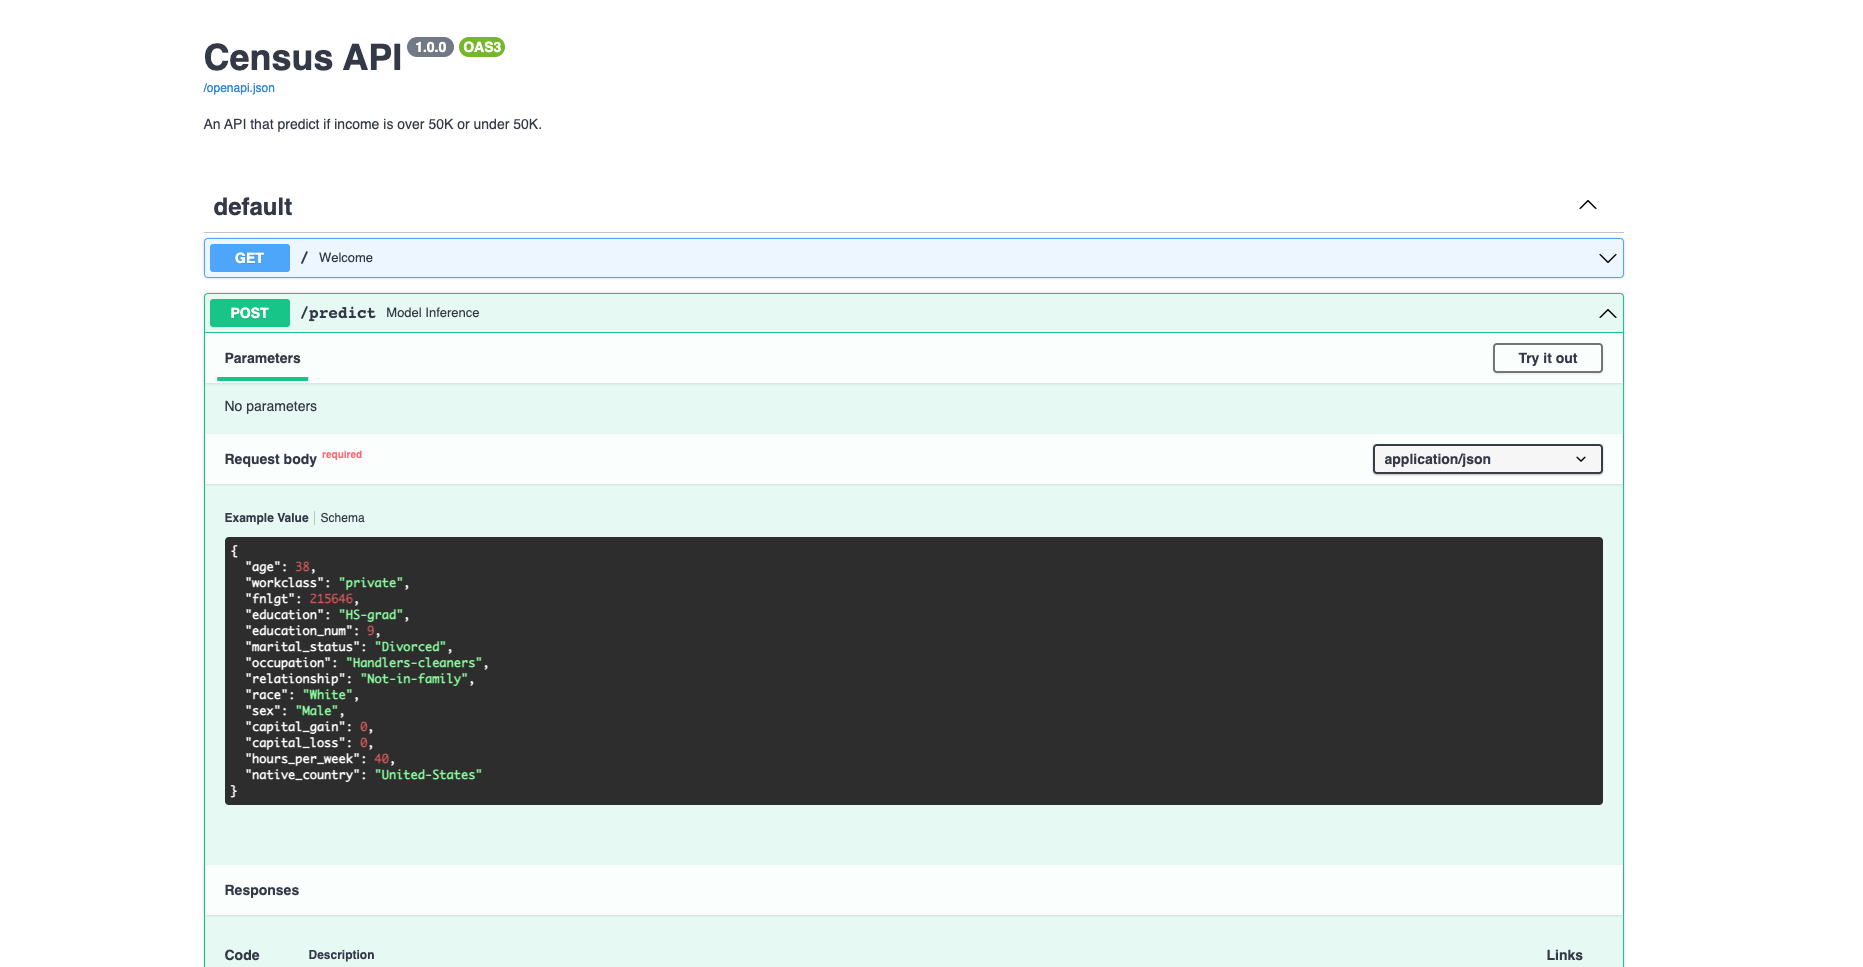 Census API 1.0.0 OAS3
/openapi.json
An API that predict if income is over 50K or under 50K.
default
GET / Welcome
POST /predict Model Inference
Parameters Try it out
No parameters
Request body required application/json
Example Value Schema
{
"age": 38,
"workclass": "private",
"fnlgt": 215646,
"education": "HS-grad",
"education_num": 9,
"marital_status": "Divorced",
"occupation": "Handlers-cleaners",
"relationship": "Not-in-family",
"race": "White",
"sex": "Male",
"capital_gain": 0,
"capital_loss": 0,
"hours_per_week": 40,
"native_country": "United-States"
}
Responses
Code Description Links